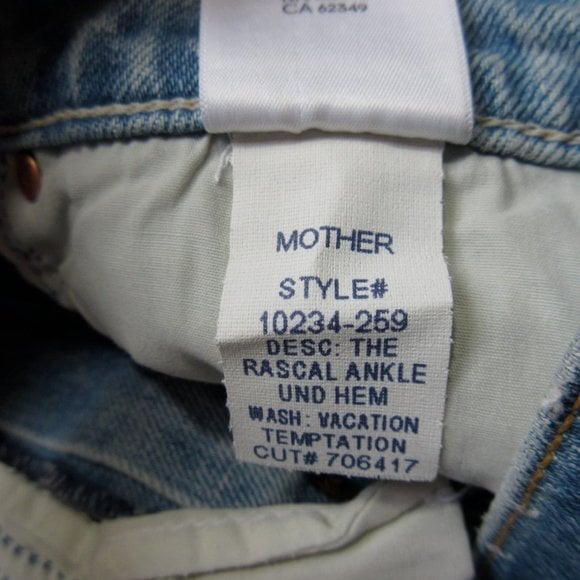 CA 62349
MOTHER
STYLE#
10234-259
DESC: THE
RASCAL ANKLE
UND HEM
WASH: VACATION
TEMPTATION
CUT# 706417